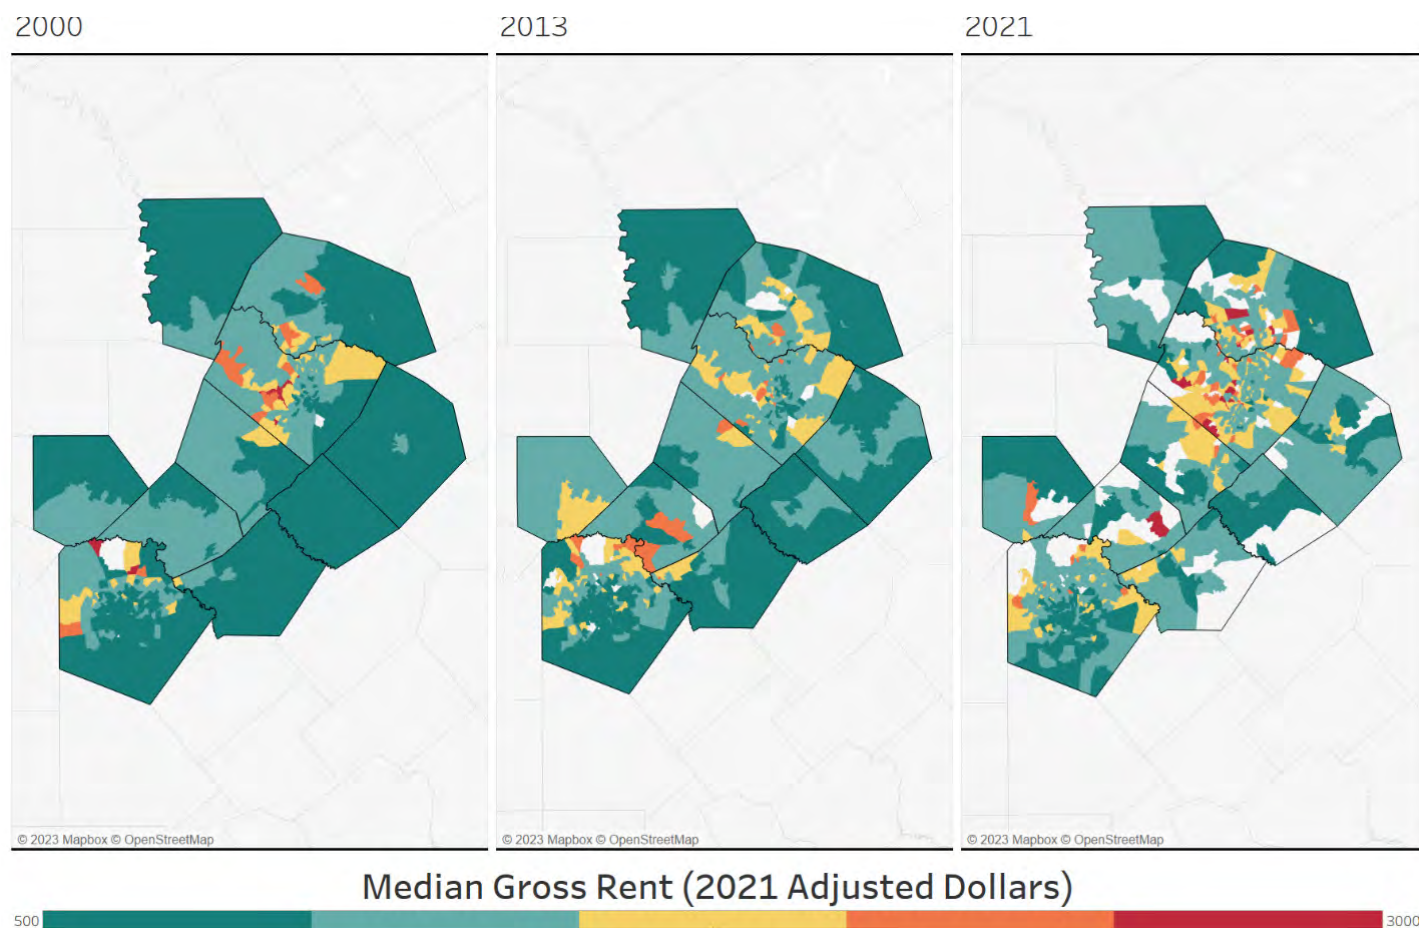 2000
2013
2021
© 2023 Mapbox © OpenStreetMap
© 2023 Mapbox © OpenStreetMap
© 2023 Mapbox © OpenStreetMap
Median Gross Rent (2021 Adjusted Dollars)
500
3000